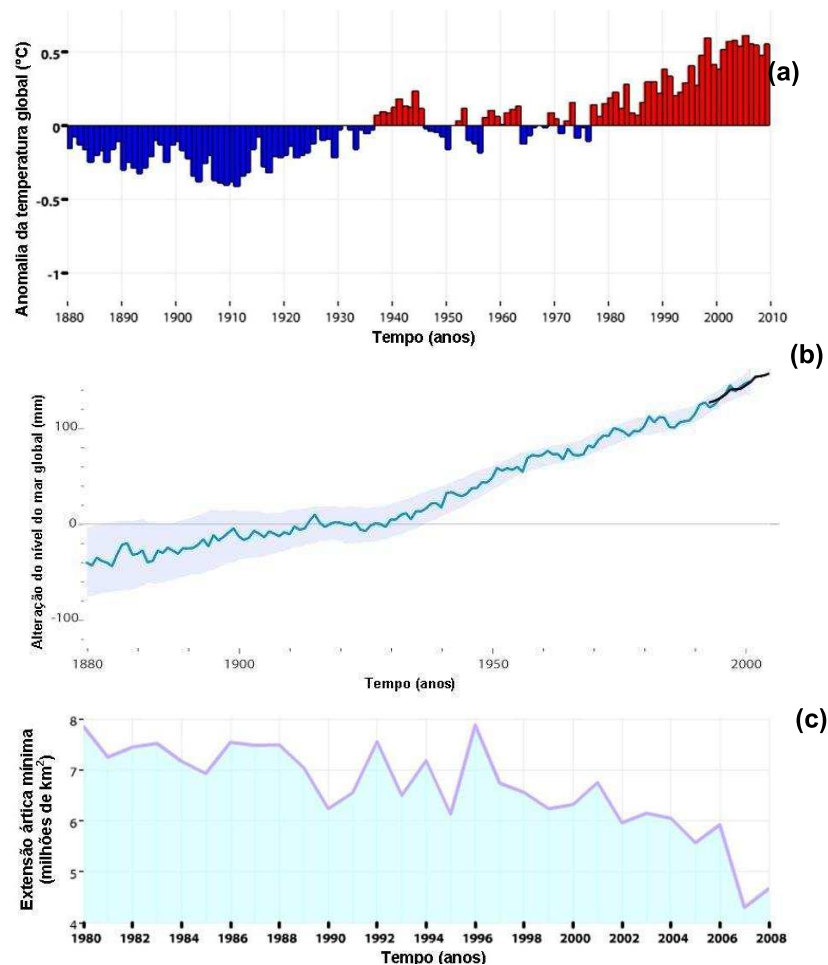 Anomalia da temperatura global (°C)
0.5
0
-0.5
-1
(a)
1880 1890 1900 1910 1920 1930 1940 1950 1960 1970 1980 1990 2000 2010
Tempo (anos)
(b)
Alteração do nível do mar global (mm)
100
0
-100
1880 1900 1950 2000
Tempo (anos)
(c)
Extensão ártica mínima
(milhões de km²)
8
7
6
5
4
1980 1982 1984 1986 1988 1990 1992 1994 1996 1998 2000 2002 2004 2006 2008
Tempo (anos)